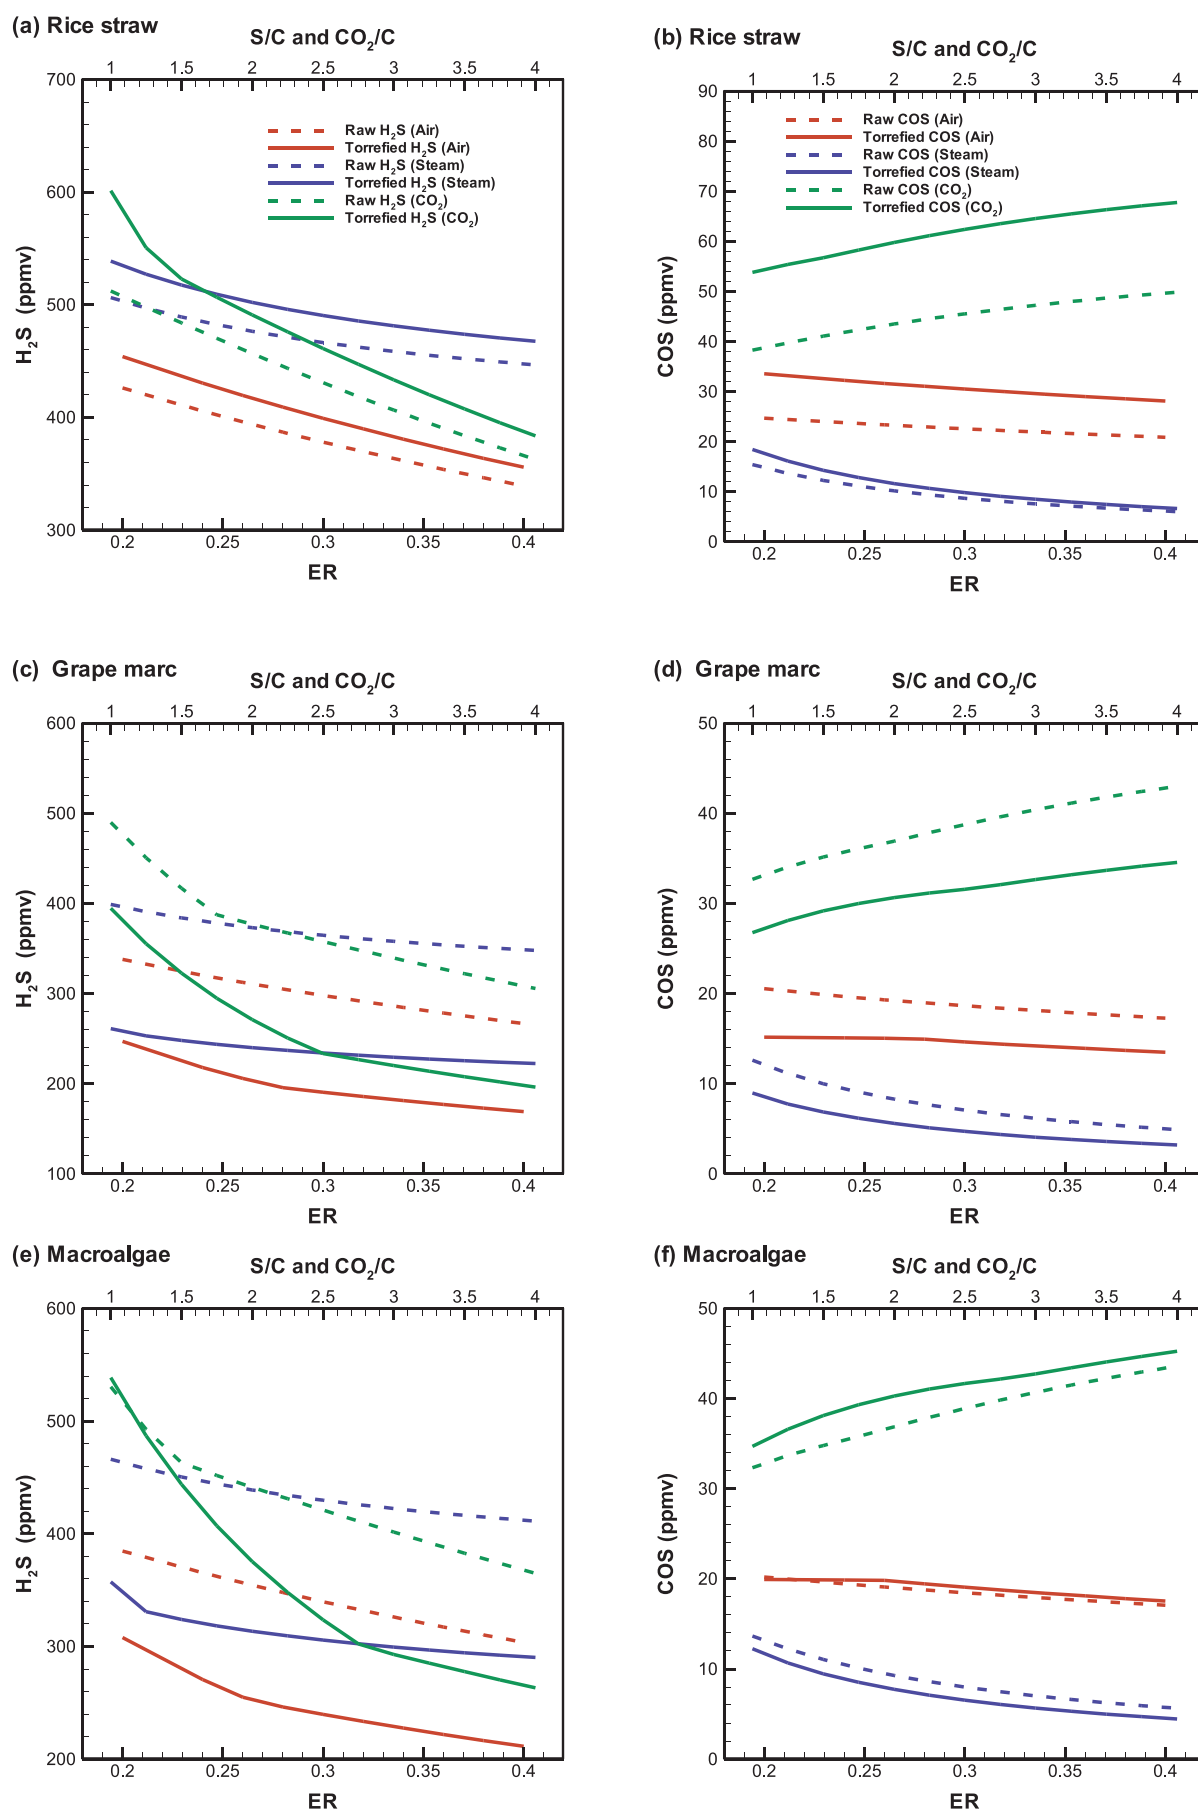 (a) Rice straw
S/C and CO₂/C
1 1.5 2 2.5 3 3.5 4
700
600
500
400
300
H₂S (ppmv)
Raw H₂S (Air)
Torrefied H₂S (Air)
Raw H₂S (Steam)
Torrefied H₂S (Steam)
Raw H₂S (CO₂)
Torrefied H₂S (CO₂)
0.2 0.25 0.3 0.35 0.4
ER
(b) Rice straw
S/C and CO₂/C
1 1.5 2 2.5 3 3.5 4
90
80
70
60
50
40
30
20
10
0
COS (ppmv)
Raw COS (Air)
Torrefied COS (Air)
Raw COS (Steam)
Torrefied COS (Steam)
Raw COS (CO₂)
Torrefied COS (CO₂)
0.2 0.25 0.3 0.35 0.4
ER
(c) Grape marc
S/C and CO₂/C
1 1.5 2 2.5 3 3.5 4
600
500
400
300
200
100
H₂S (ppmv)
0.2 0.25 0.3 0.35 0.4
ER
(d) Grape marc
S/C and CO₂/C
1 1.5 2 2.5 3 3.5 4
50
40
30
20
10
0
COS (ppmv)
0.2 0.25 0.3 0.35 0.4
ER
(e) Macroalgae
S/C and CO₂/C
1 1.5 2 2.5 3 3.5 4
600
500
400
300
200
H₂S (ppmv)
0.2 0.25 0.3 0.35 0.4
ER
(f) Macroalgae
S/C and CO₂/C
1 1.5 2 2.5 3 3.5 4
50
40
30
20
10
0
COS (ppmv)
0.2 0.25 0.3 0.35 0.4
ER